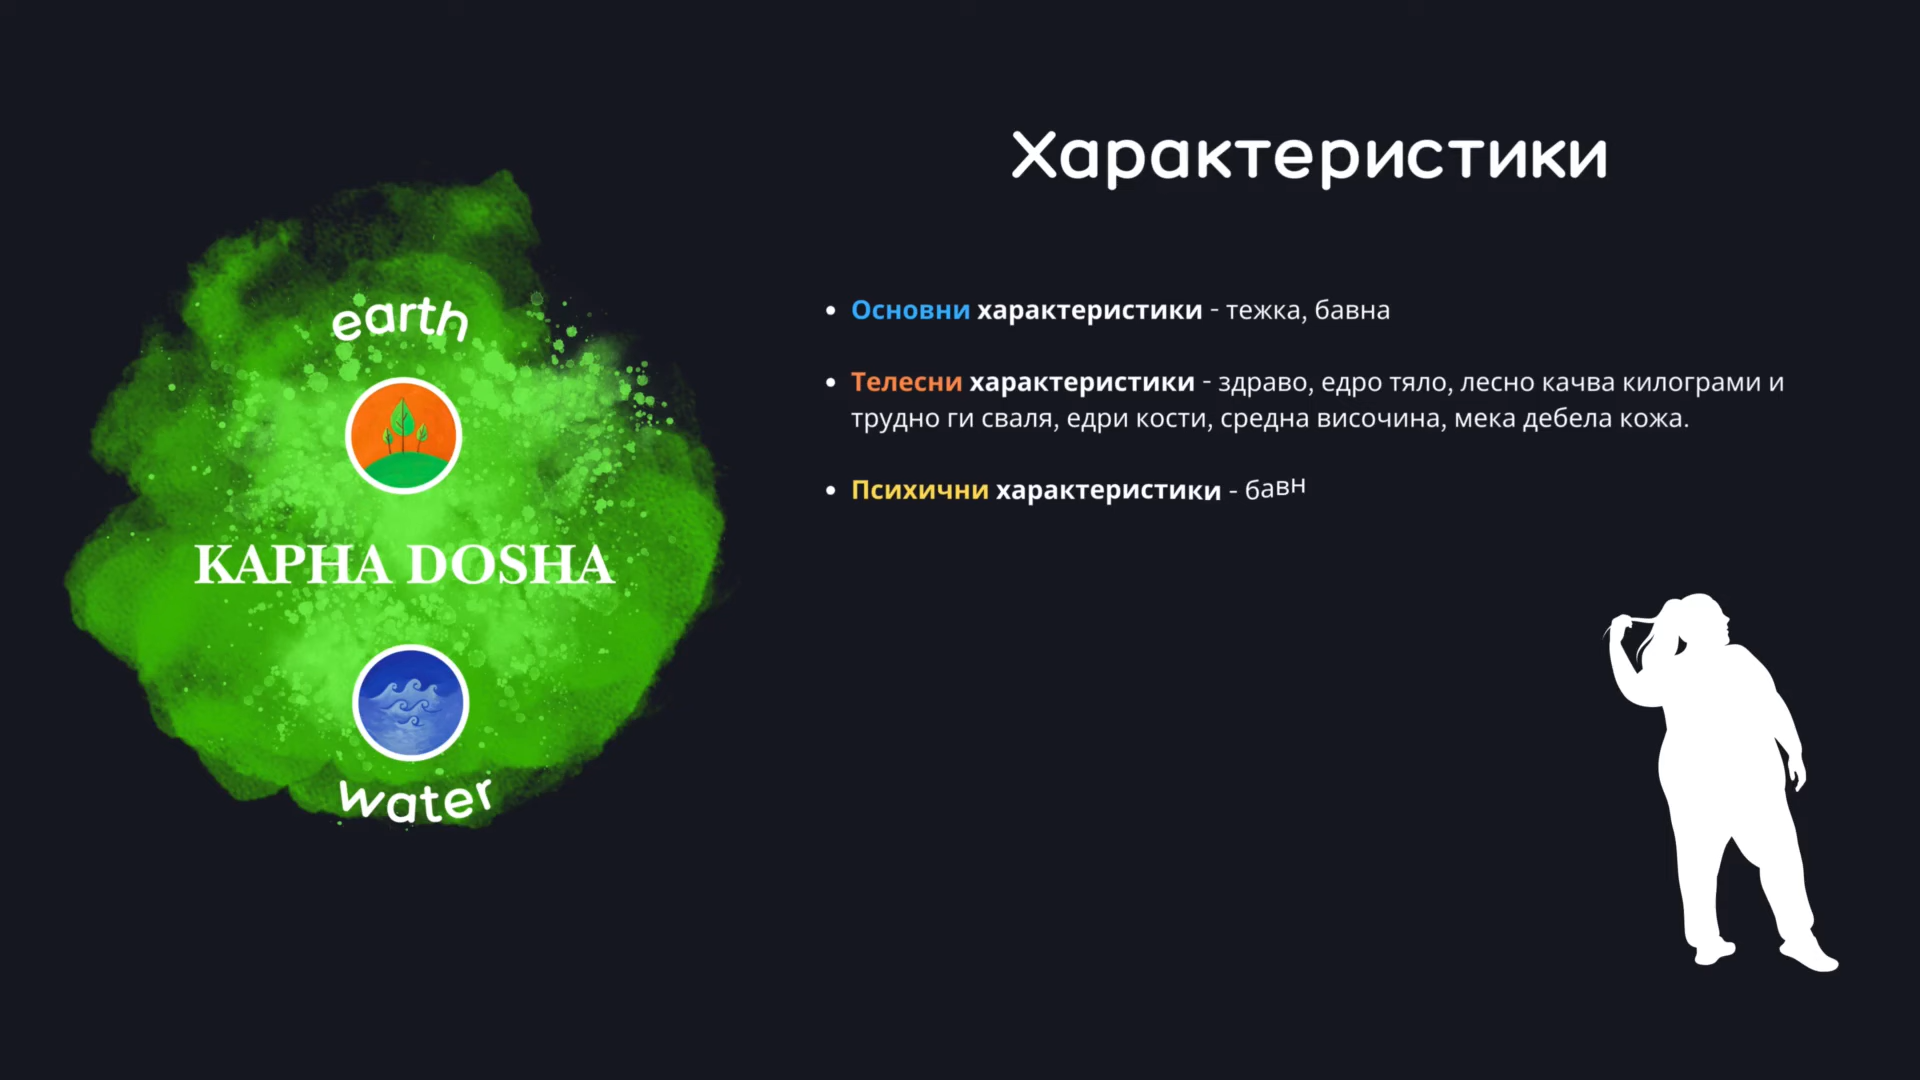 Характеристики
earth
KAPHA DOSHA
water
Основни характеристики - тежка, бавна
Телесни характеристики - здраво, едро тяло, лесно качва килограми и
трудно ги сваля, едри кости, средна височина, мека дебела кожа.
Психични характеристики - бавн